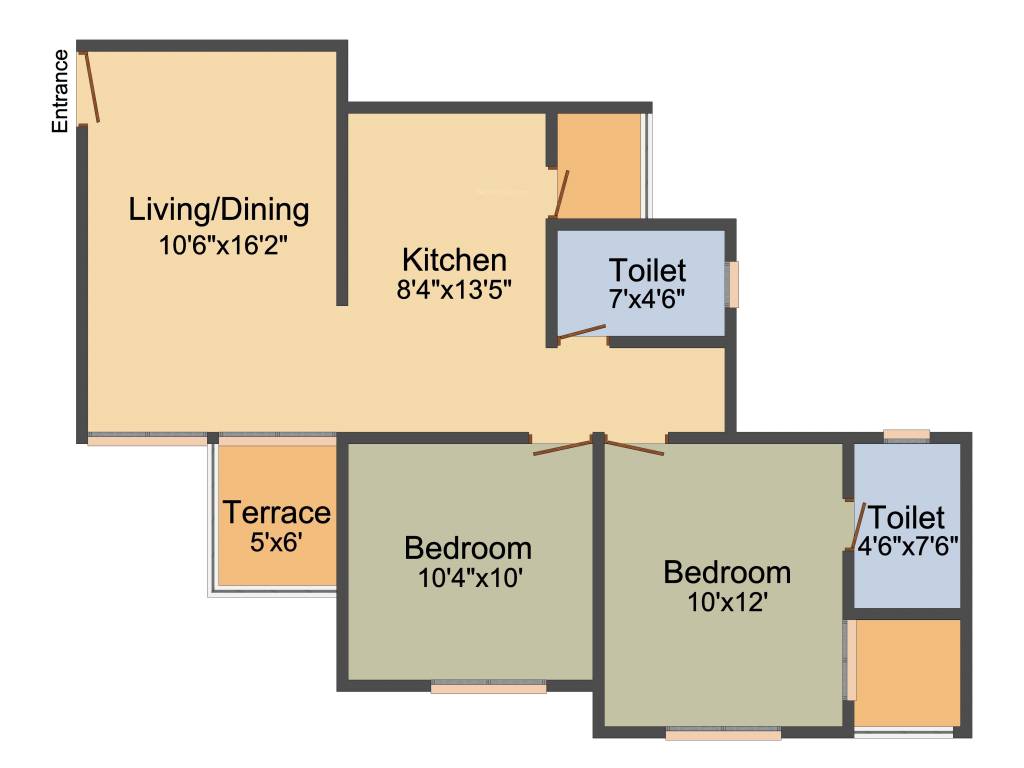 Entrance
Living/Dining
10'6"x16'2"
Kitchen
8'4"x13'5"
Toilet
7'x4'6"
Terrace
5'x6'
Bedroom
10'4"x10'
Bedroom
10'x12'
Toilet
4'6"x7'6"